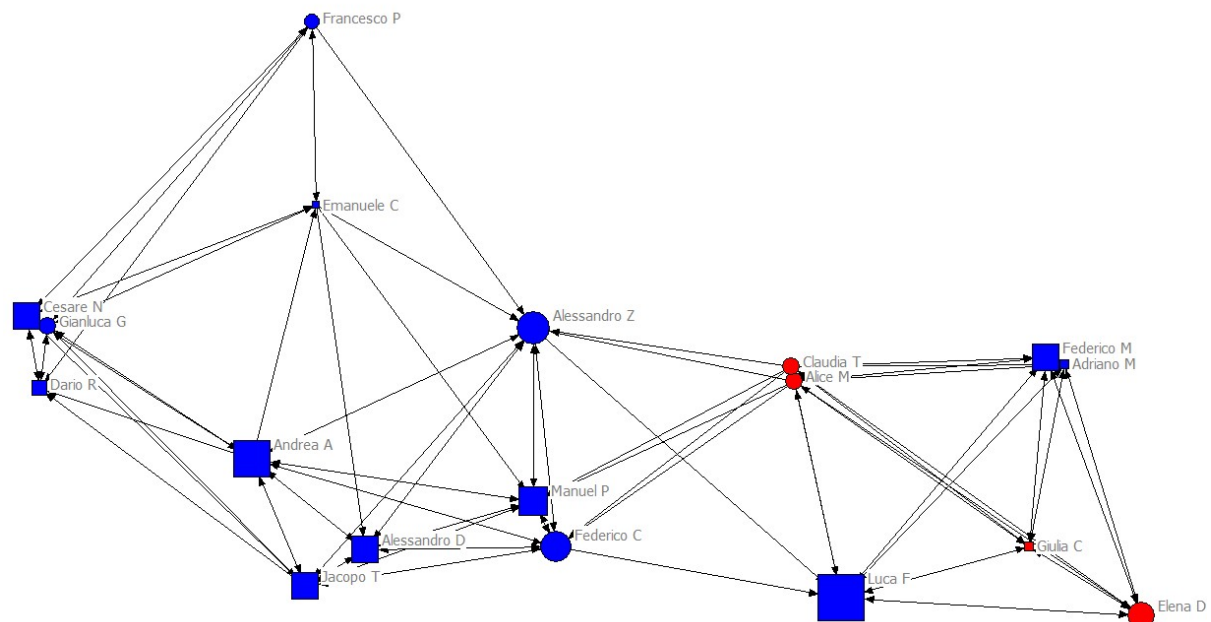 Francesco P
Emanuele C
Cesare N
Gianluca G
Alessandro Z
Claudia T
Federico M
Adriano M
Alice M
Dario R
Andrea A
Manuel P
Federico C
Alessandro D
Jacopo T
Giulia C
Luca F
Elena D